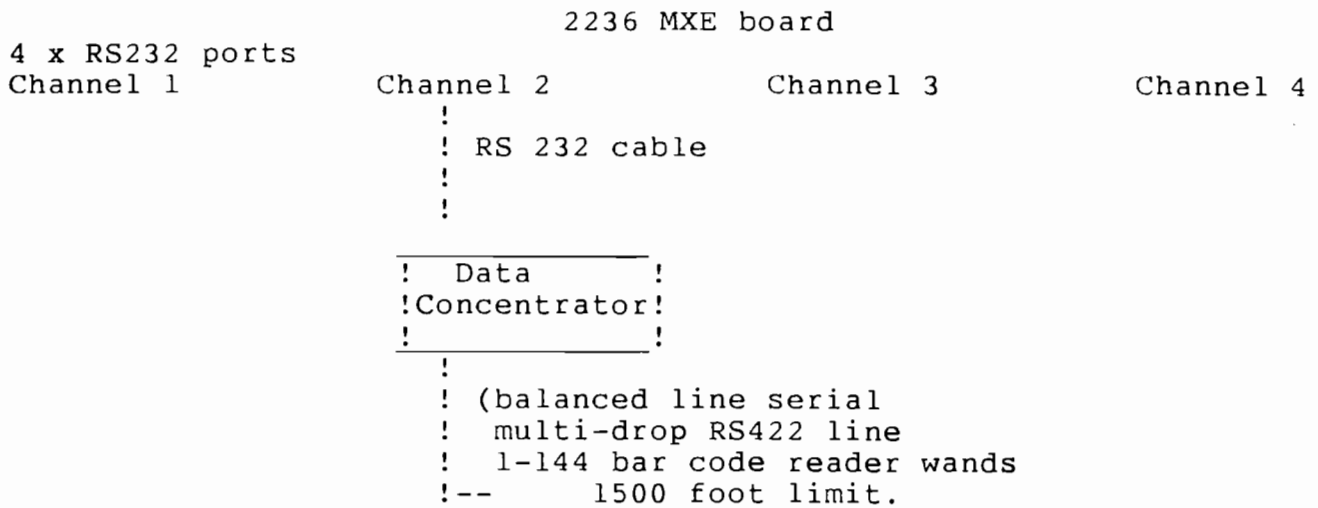 2236 MXE board
4 x RS232 ports
Channel 1 Channel 2 Channel 3 Channel 4
!
! RS 232 cable
!
!
! Data !
!Concentrator!
! !
!
! (balanced line serial
! multi-drop RS422 line
! 1-144 bar code reader wands
!-- 1500 foot limit.